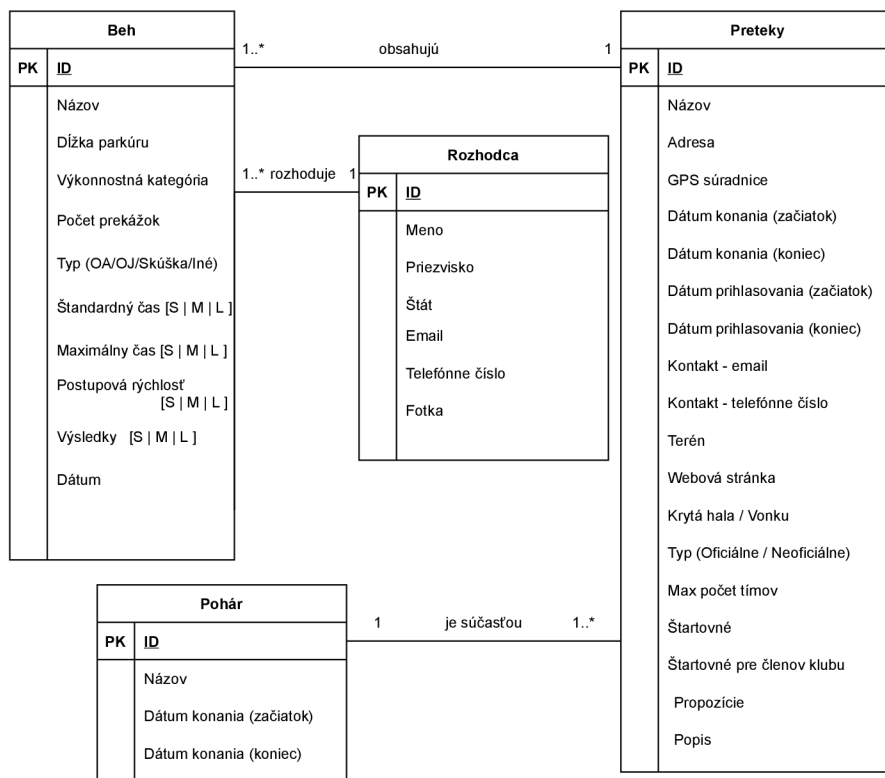 Beh
PK
ID
Názov
Dĺžka parkúru
Výkonnostná kategória
Počet prekážok
Typ (OA/OJ/Skúška/Iné)
Štandardný čas [S | M | L ]
Maximálny čas [S | M | L ]
Postupová rýchlosť
[S | M | L ]
Výsledky [S | M | L ]
Dátum
1..*
obsahujú
1
1..*
rozhoduje
1
Rozhodca
PK
ID
Meno
Priezvisko
Štát
Email
Telefónne číslo
Fotka
Preteky
PK
ID
Názov
Adresa
GPS súradnice
Dátum konania (začiatok)
Dátum konania (koniec)
Dátum prihlasovania (začiatok)
Dátum prihlasovania (koniec)
Kontakt - email
Kontakt - telefónne číslo
Terén
Webová stránka
Krytá hala / Vonku
Typ (Oficiálne / Neoficiálne)
Max počet tímov
Štartovné
Štartovné pre členov klubu
Propozície
Popis
Pohár
PK
ID
Názov
Dátum konania (začiatok)
Dátum konania (koniec)
1
je súčasťou
1..*